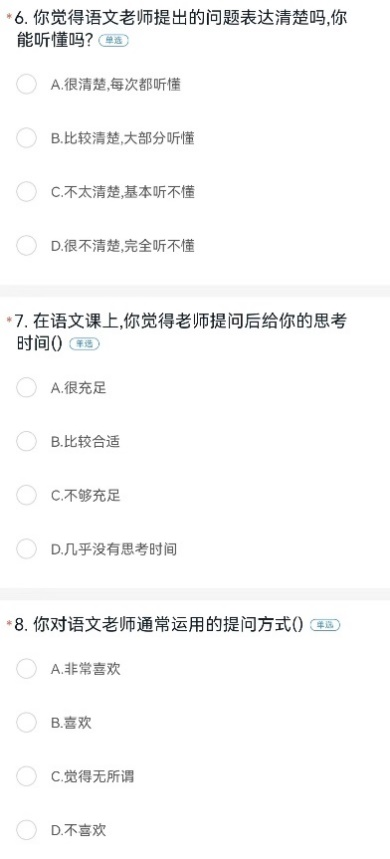 *6. 你觉得语文老师提出的问题表达清楚吗,你
能听懂吗? 单选
A.很清楚,每次都听懂
B.比较清楚,大部分听懂
C.不太清楚,基本听不懂
D.很不清楚,完全听不懂
*7. 在语文课上,你觉得老师提问后给你的思考
时间() 单选
A.很充足
B.比较合适
C.不够充足
D.几乎没有思考时间
*8. 你对语文老师通常运用的提问方式() 单选
A.非常喜欢
B.喜欢
C.觉得无所谓
D.不喜欢